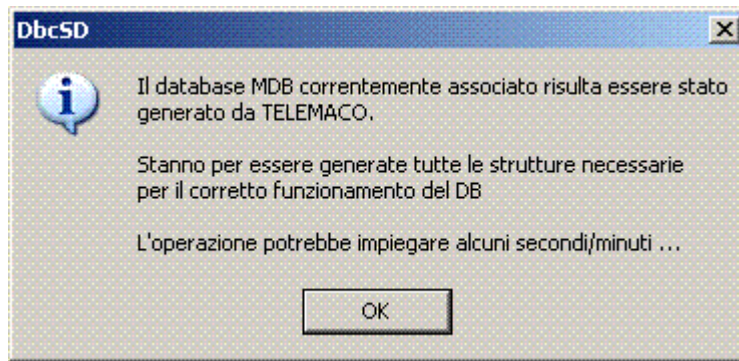 DbcSD
Il database MDB correntemente associato risulta essere stato
generato da TELEMACO.
Stanno per essere generate tutte le strutture necessarie
per il corretto funzionamento del DB
L'operazione potrebbe impiegare alcuni secondi/minuti ...
OK